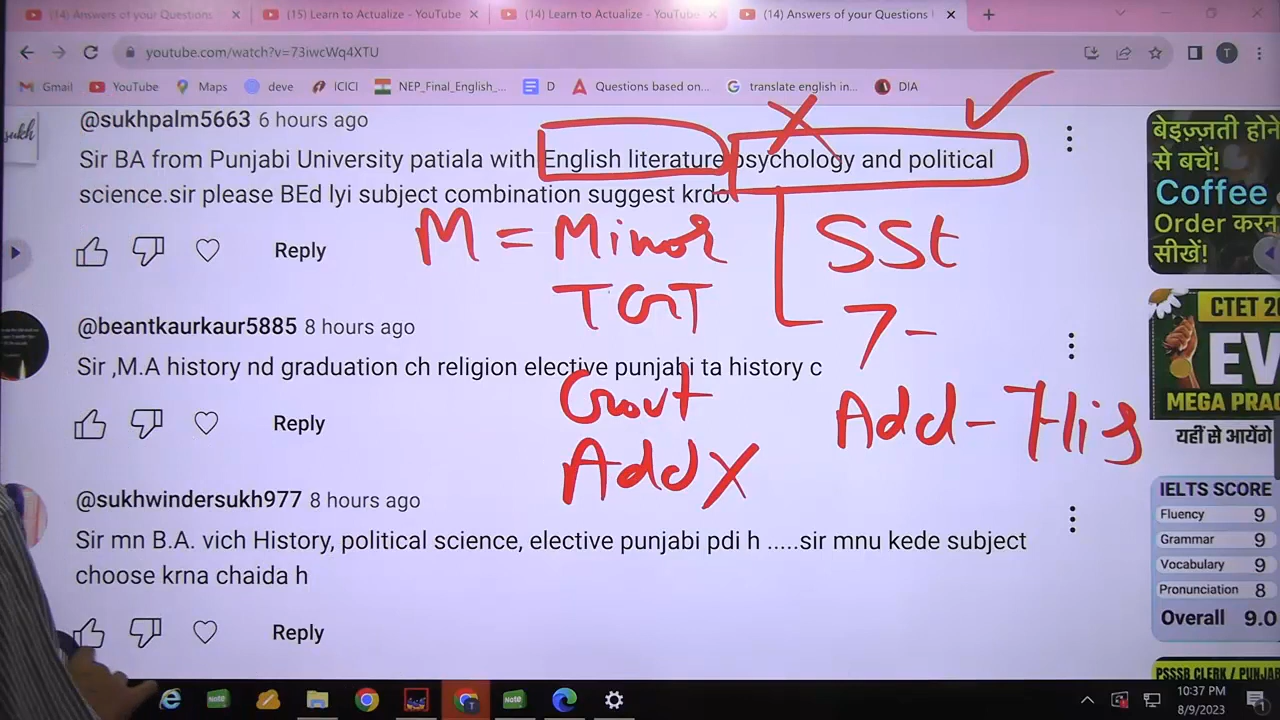 (14) Answers of your Questions
(15) Learn to Actualize - YouTube
(14) Learn to Actualize - YouTube
(14) Answers of your Questions
youtube.com/watch?v=73iwcWq4XTU
T
Gmail
YouTube
Maps
deve
ICICI
NEP_Final_English_...
D
Questions based on...
translate english in...
DIA
sukh
@sukhpalm5663 6 hours ago
Sir BA from Punjabi University patiala with English literature psychology and political
science.sir please BEd lyi subject combination suggest krdo
Reply
M = Minor
TGT
Govt
Add X
SSt
7 -
Add - His
@beantkaurkaur5885 8 hours ago
Sir ,M.A history nd graduation ch religion elective punjabi ta history c
Reply
@sukhwindersukh977 8 hours ago
Sir mn B.A. vich History, political science, elective punjabi pdi h .....sir mnu kede subject
choose krna chaida h
Reply
बेइज़्ज़ती होने
से बचें!
Coffee
Order करना
सीखें!
CTET 20
EV
MEGA PRAC
यहीं से आयेंगे
IELTS SCORE
Fluency 9
Grammar 9
Vocabulary 9
Pronunciation 8
Overall 9.0
PSSSB CLERK / PUNJAB
Note
T
Note
10:37 PM
8/9/2023
1